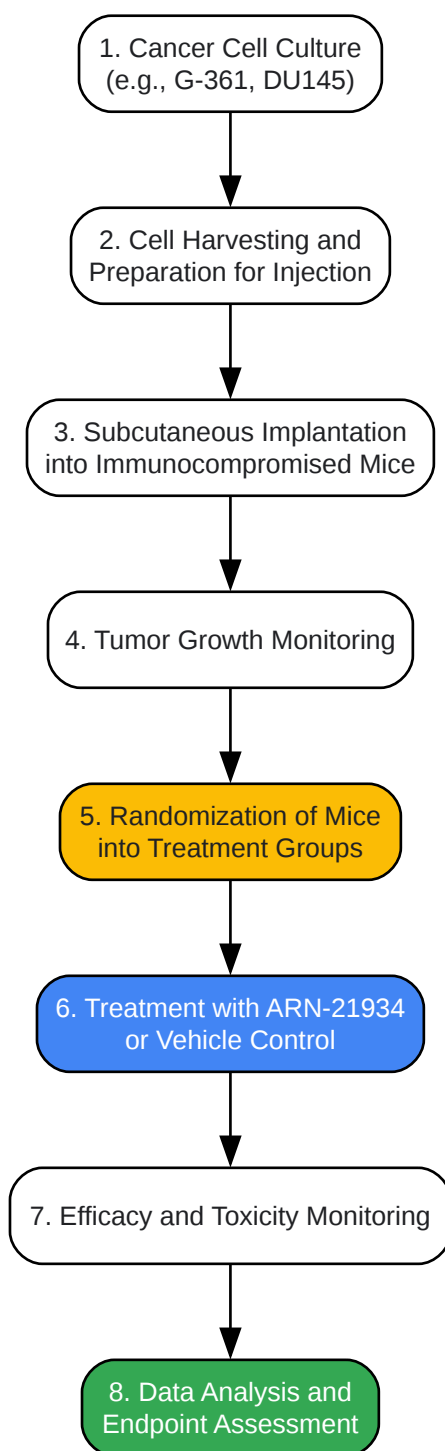 1. Cancer Cell Culture
(e.g., G-361, DU145)
2. Cell Harvesting and
Preparation for Injection
3. Subcutaneous Implantation
into Immunocompromised Mice
4. Tumor Growth Monitoring
5. Randomization of Mice
into Treatment Groups
6. Treatment with ARN-21934
or Vehicle Control
7. Efficacy and Toxicity Monitoring
8. Data Analysis and
Endpoint Assessment